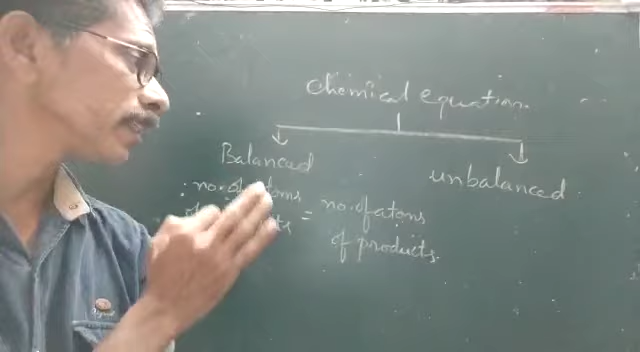 Chemical equation.
Balanced
unbalanced
no. of atoms = no. of atoms
of products.